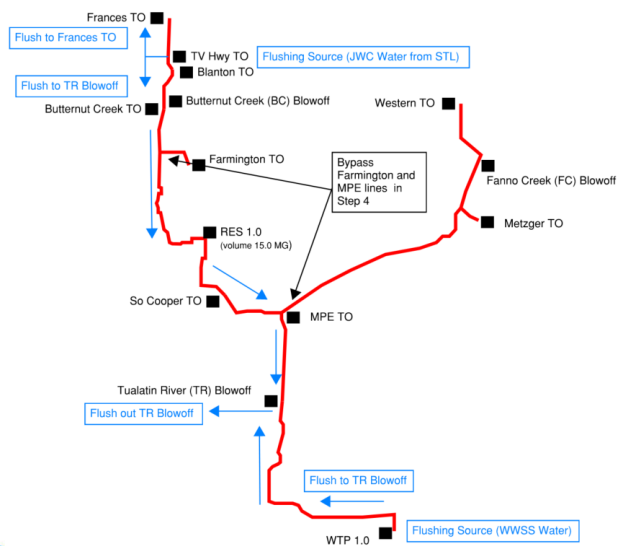 Frances TO
Flush to Frances TO
TV Hwy TO
Flushing Source (JWC Water from STL)
Blanton TO
Flush to TR Blowoff
Butternut Creek (BC) Blowoff
Butternut Creek TO
Western TO
Farmington TO
Bypass
Farmington and
MPE lines in
Step 4
Fanno Creek (FC) Blowoff
Metzger TO
RES 1.0
(volume 15.0 MG)
So Cooper TO
MPE TO
Tualatin River (TR) Blowoff
Flush out TR Blowoff
Flush to TR Blowoff
Flushing Source (WWSS Water)
WTP 1.0